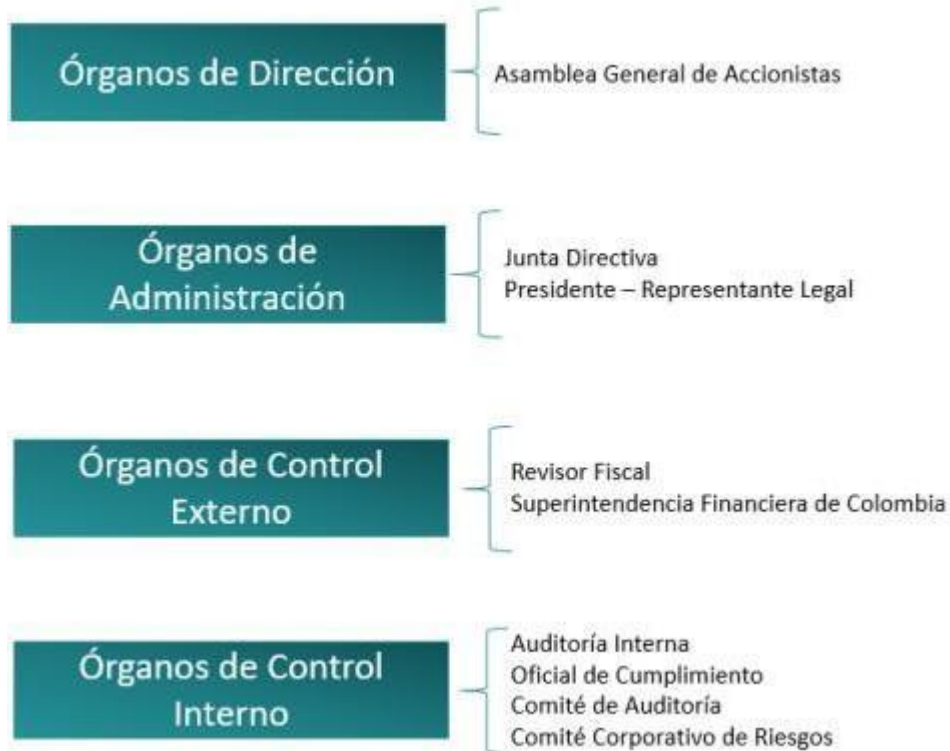 Órganos de Dirección
Asamblea General de Accionistas
Órganos de
Administración
Junta Directiva
Presidente – Representante Legal
Órganos de Control
Externo
Revisor Fiscal
Superintendencia Financiera de Colombia
Órganos de Control
Interno
Auditoría Interna
Oficial de Cumplimiento
Comité de Auditoría
Comité Corporativo de Riesgos